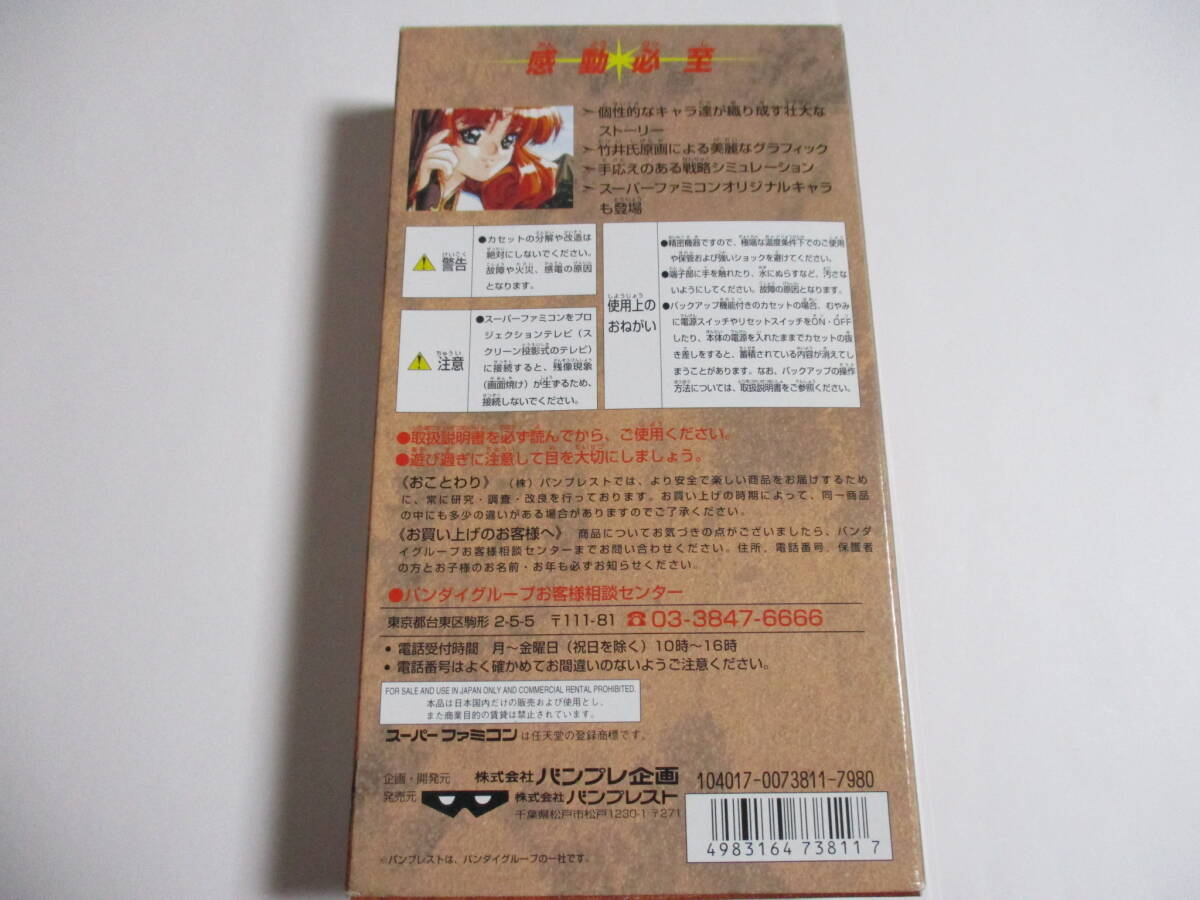 感動必至
➣個性的なキャラ達が織り成す壮大な
ストーリー
➣竹井氏原画による美麗なグラフィック
➣手応えのある戦略シミュレーション
➣スーパーファミコンオリジナルキャラ
も登場
警告
●カセットの分解や改造は
絶対にしないでください。
故障や火災、感電の原因
となります。
注意
●スーパーファミコンをプロ
ジェクションテレビ（ス
クリーン投影式のテレビ）
に接続すると、残像現象
（画面焼け）が生ずるため、
接続しないでください。
使用上の
おねがい
●精密機器ですので、極端な温度条件下でのご使用
や保管および強いショックを避けてください。
●端子部に手を触れたり、水にぬらすなど、汚さな
いようにしてください。故障の原因となります。
●バックアップ機能付きのカセットの場合、むやみ
に電源スイッチやリセットスイッチをON・OFF
したり、本体の電源を入れたままでカセットの抜
き差しをすると、蓄積されている内容が消えてし
まうことがあります。なお、バックアップの操作
方法については、取扱説明書をご参照ください。
●取扱説明書を必ず読んでから、ご使用ください。
●遊び過ぎに注意して目を大切にしましょう。
《おことわり》（株）バンプレストでは、より安全で楽しい商品をお届けするため
に、常に研究・調査・改良を行っております。お買い上げの時期によって、同一商品
の中にも多少の違いがある場合がありますのでご了承ください。
《お買い上げのお客様へ》商品についてお気づきの点がございましたら、バンダ
イグループお客様相談センターまでお問い合わせください。住所、電話番号、保護者
の方とお子様のお名前・お年も必ずお知らせください。
●バンダイグループお客様相談センター
東京都台東区駒形 2-5-5 〒111-81 ☎ 03-3847-6666
• 電話受付時間 月〜金曜日（祝日を除く）10時〜16時
• 電話番号はよく確かめてお間違いのないようご注意ください。
FOR SALE AND USE IN JAPAN ONLY AND COMMERCIAL RENTAL PROHIBITED.
本品は日本国内だけの販売および使用とし、
また商業目的の賃貸は禁止されています。
スーパーファミコンは任天堂の登録商標です。
企画・開発元 株式会社 バンプレ企画
発売元 株式会社 バンプレスト
千葉県松戸市松戸1230-1 〒271
104017-0073811-7980
4983164 738117
※バンプレストは、バンダイグループの一社です。